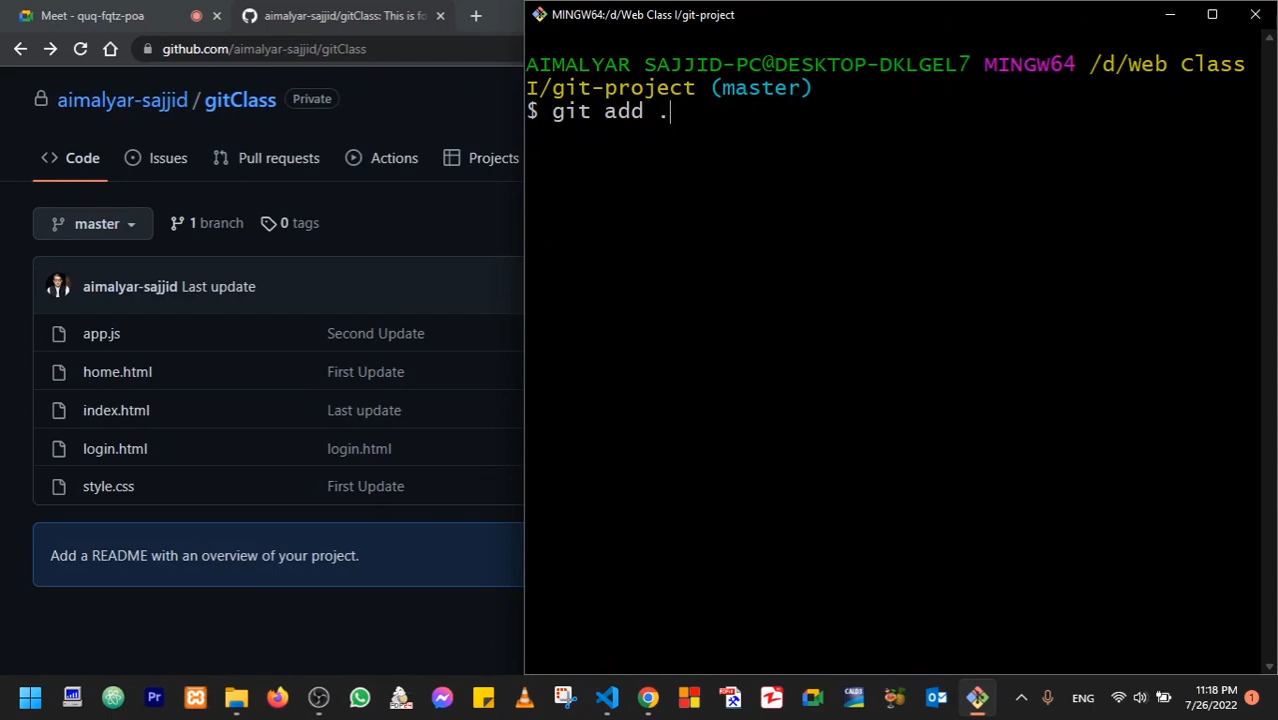 Meet - quq-fqtz-poa
aimalyar-sajjid/gitClass: This is fo
github.com/aimalyar-sajjid/gitClass
aimalyar-sajjid / gitClass Private
Code Issues Pull requests Actions Projects
master 1 branch 0 tags
aimalyar-sajjid Last update
app.js Second Update
home.html First Update
index.html Last update
login.html login.html
style.css First Update
Add a README with an overview of your project.
MINGW64:/d/Web Class I/git-project
AIMALYAR SAJJID-PC@DESKTOP-DKLGEL7 MINGW64 /d/Web Class
I/git-project (master)
$ git add .
Pr
ENG
11:18 PM
7/26/2022
1